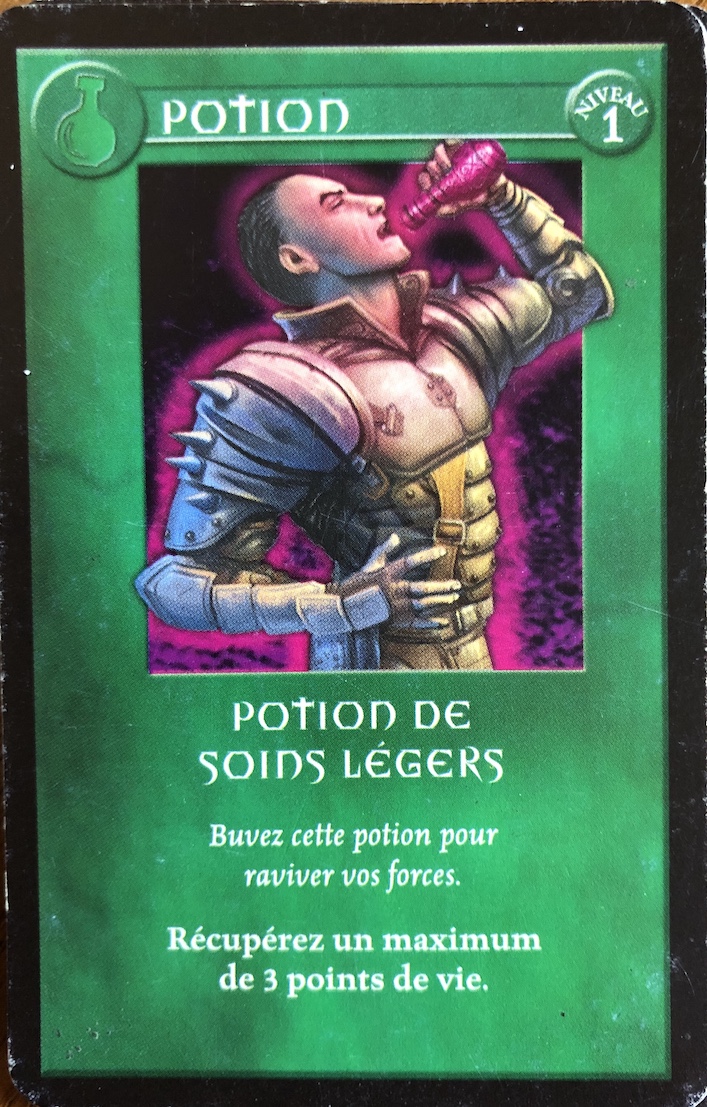 POTION
NIVEAU
1
POTION DE
SOINS LÉGERS
Buvez cette potion pour
raviver vos forces.
Récupérez un maximum
de 3 points de vie.